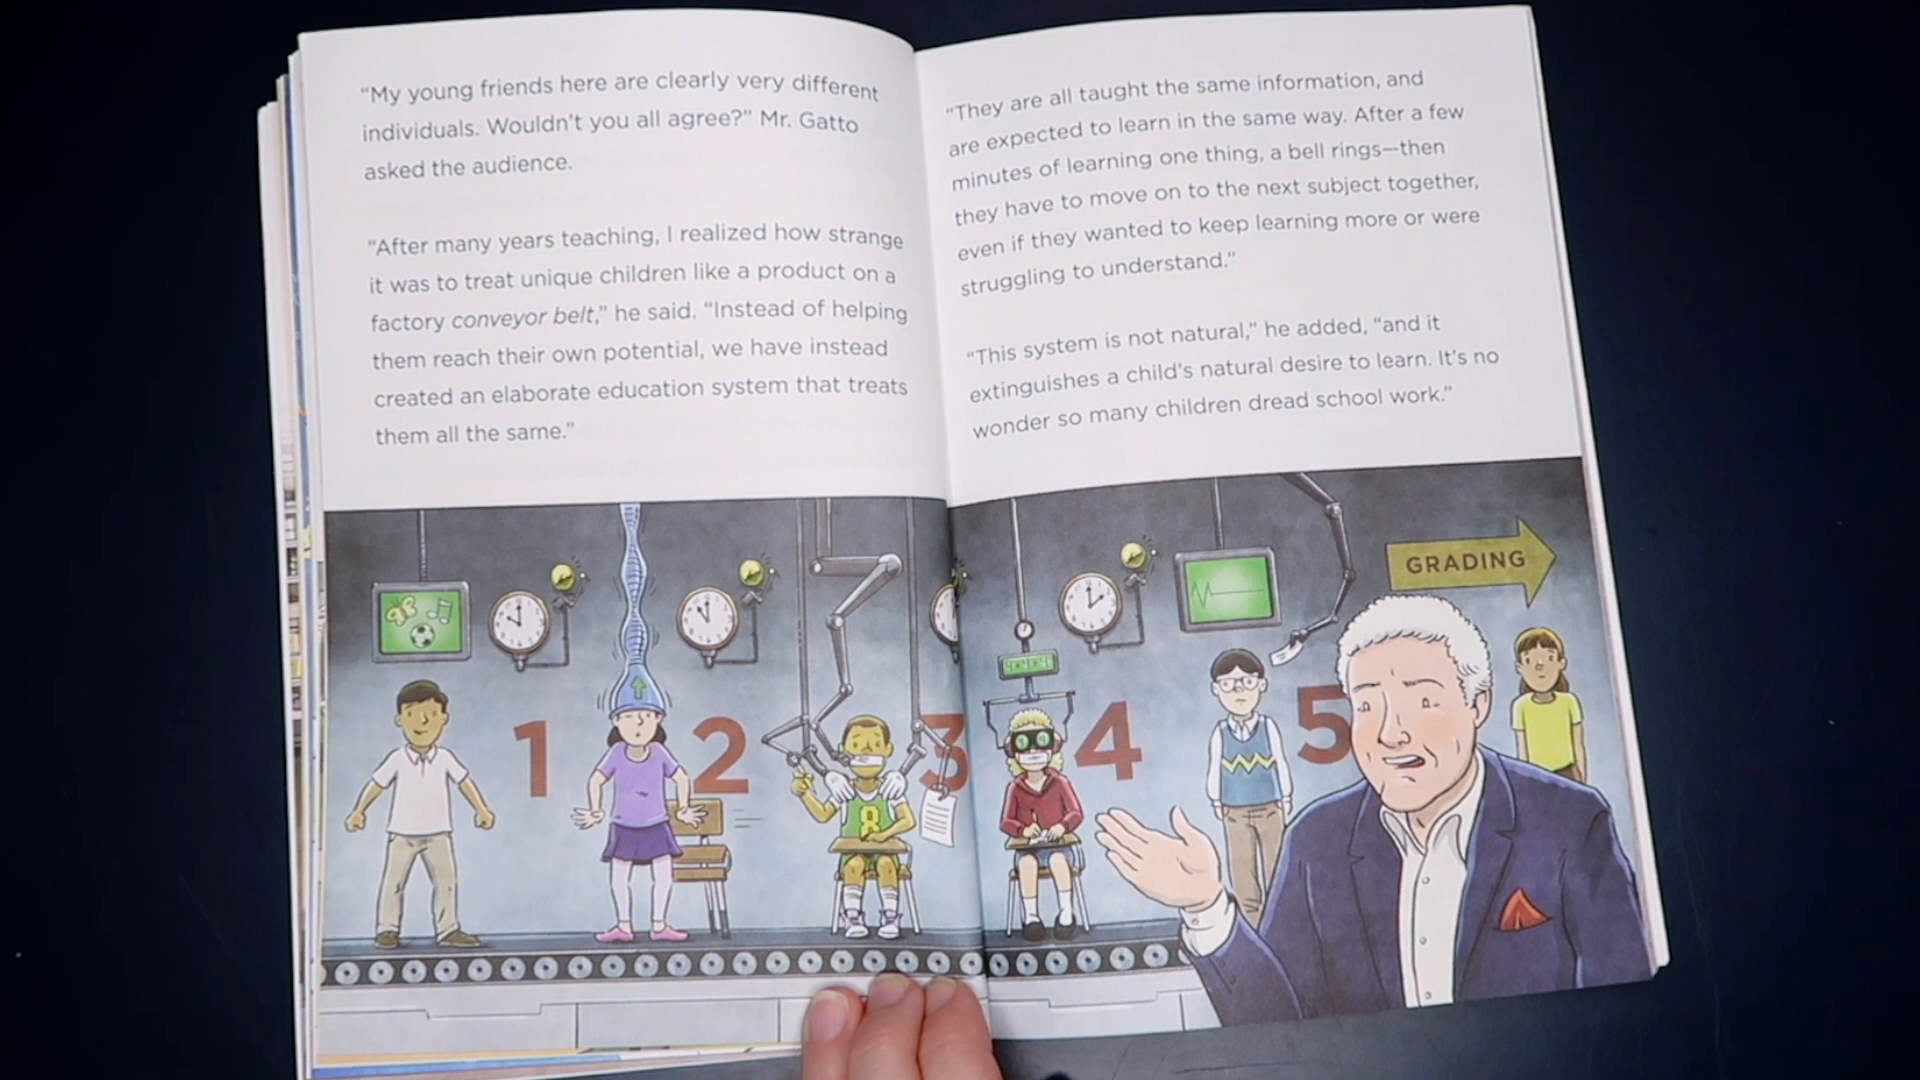 “My young friends here are clearly very different
individuals. Wouldn’t you all agree?” Mr. Gatto
asked the audience.
“After many years teaching, I realized how strange
it was to treat unique children like a product on a
factory conveyor belt,” he said. “Instead of helping
them reach their own potential, we have instead
created an elaborate education system that treats
them all the same.”
“They are all taught the same information, and
are expected to learn in the same way. After a few
minutes of learning one thing, a bell rings—then
they have to move on to the next subject together,
even if they wanted to keep learning more or were
struggling to understand.”
“This system is not natural,” he added, “and it
extinguishes a child’s natural desire to learn. It’s no
wonder so many children dread school work.”
GRADING
1
2
3
4
5
8